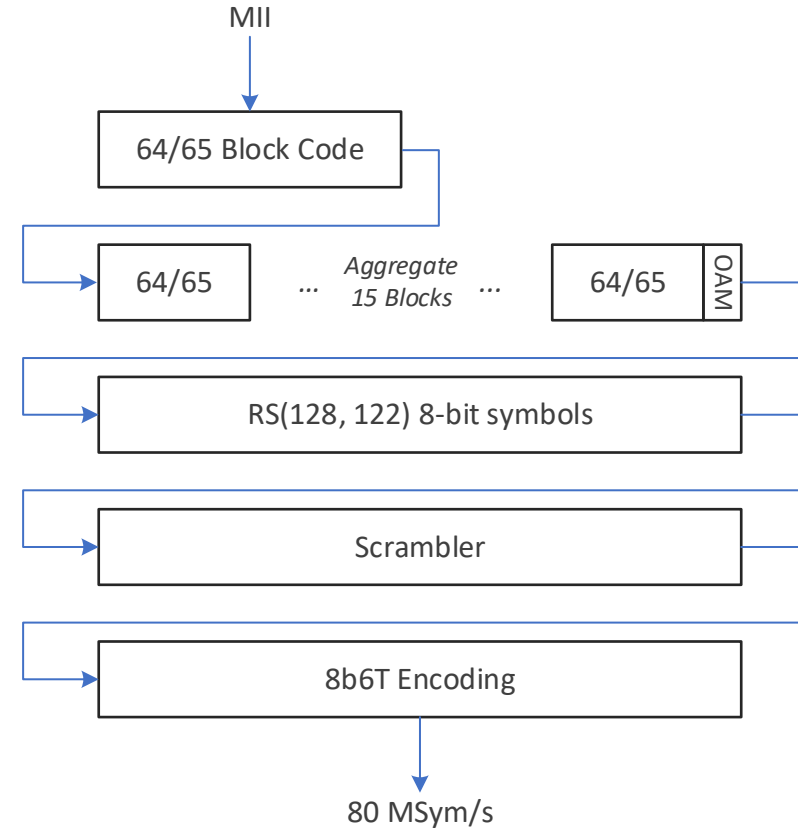 MII
64/65 Block Code
64/65 ... Aggregate 15 Blocks ... 64/65 OAM
RS(128, 122) 8-bit symbols
Scrambler
8b6T Encoding
80 MSym/s